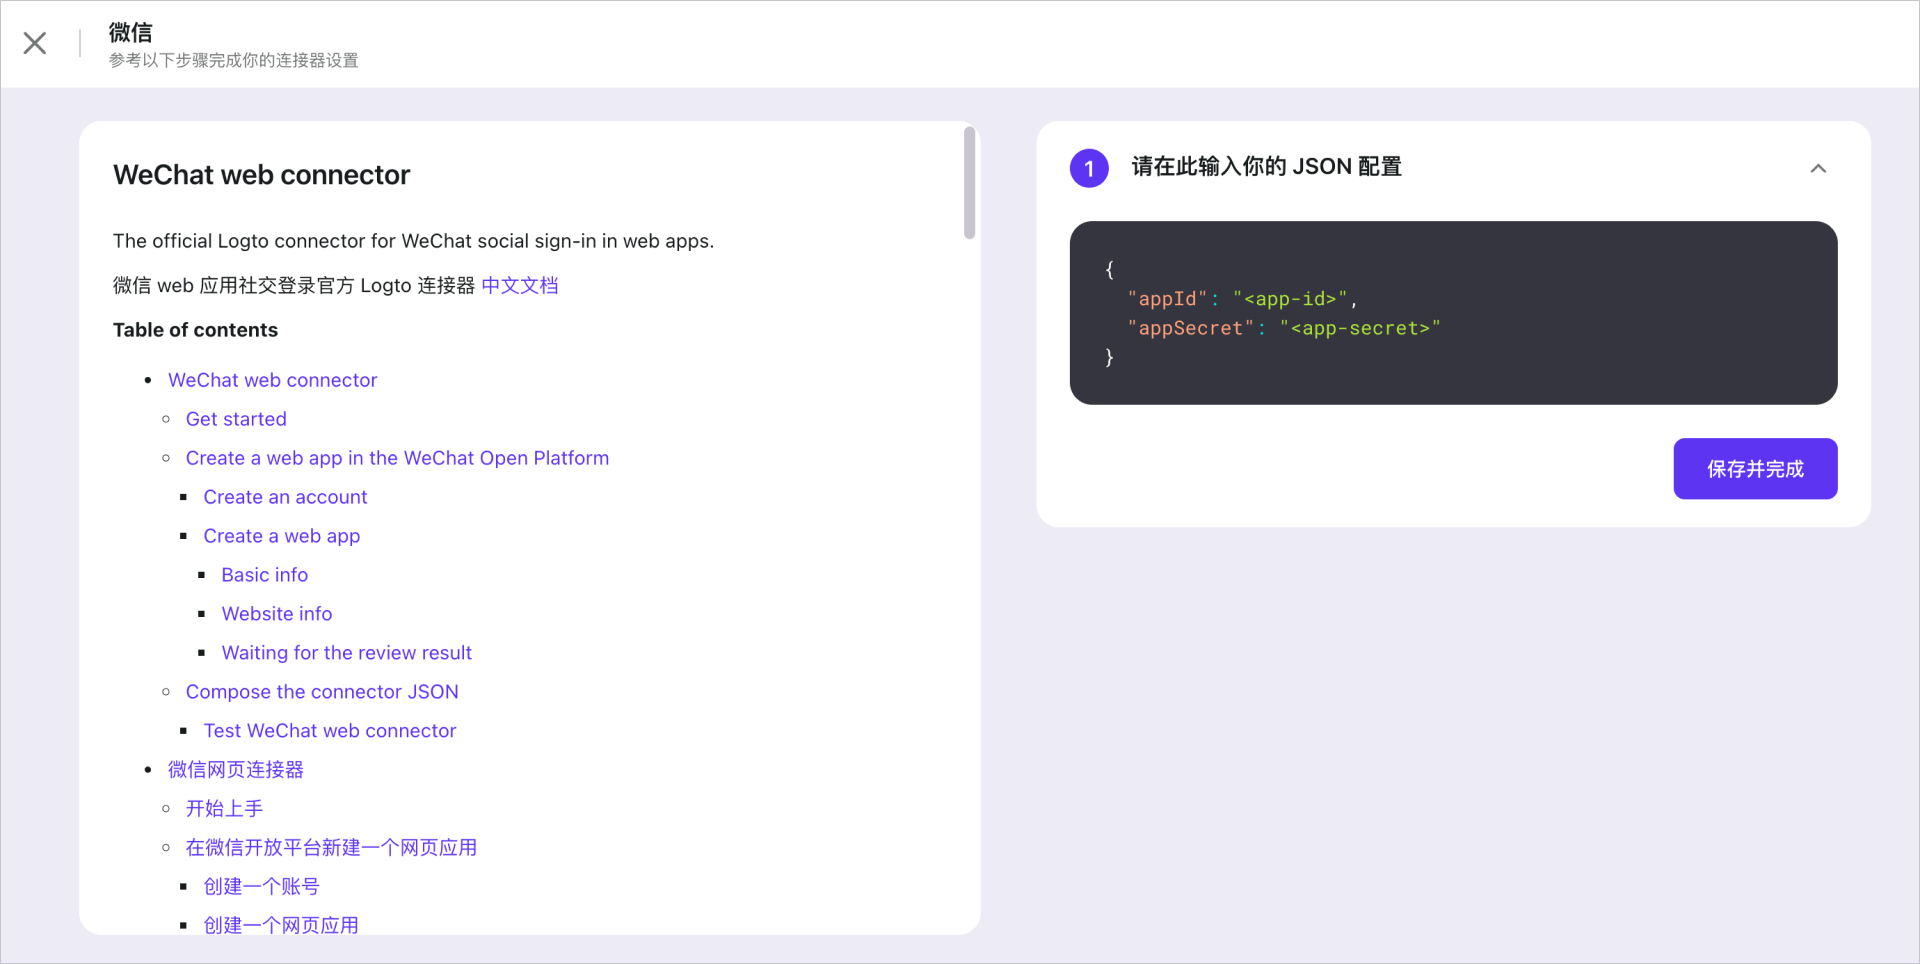 微信
参考以下步骤完成你的连接器设置
WeChat web connector
The official Logto connector for WeChat social sign-in in web apps.
微信 web 应用社交登录官方 Logto 连接器 中文文档
Table of contents
WeChat web connector
Get started
Create a web app in the WeChat Open Platform
Create an account
Create a web app
Basic info
Website info
Waiting for the review result
Compose the connector JSON
Test WeChat web connector
微信网页连接器
开始上手
在微信开放平台新建一个网页应用
创建一个账号
创建一个网页应用
1 请在此输入你的 JSON 配置
{
"appId": "<app-id>",
"appSecret": "<app-secret>"
}
保存并完成